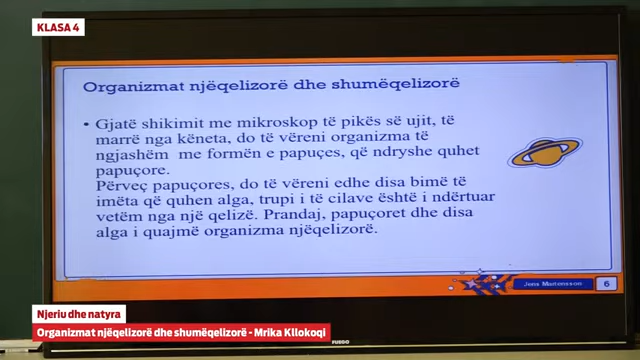 KLASA 4
Organizmat njëqelizorë dhe shumëqelizorë
• Gjatë shikimit me mikroskop të pikës së ujit, të
marrë nga këneta, do të vëreni organizma të
ngjashëm me formën e papuçes, që ndryshe quhet
papuçore.
Përveç papuçores, do të vëreni edhe disa bimë të
imëta që quhen alga, trupi i të cilave është i ndërtuar
vetëm nga një qelizë. Prandaj, papuçoret dhe disa
alga i quajmë organizma njëqelizorë.
Jens Martensson
6
Njeriu dhe natyra
Organizmat njëqelizorë dhe shumëqelizorë - Mrika Kllokoqi
FUEGO